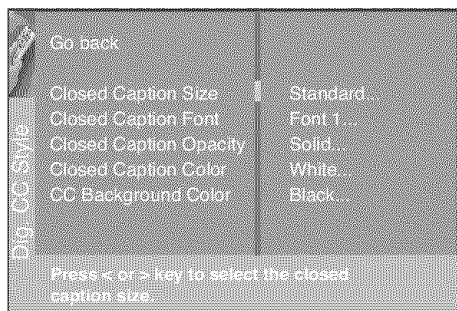 Go back
Closed Caption Size Standard...
Closed Caption Font Font 1...
Closed Caption Opacity Solid...
Closed Caption Color White...
CC Background Color Black...
Dig. CC Style
Press < or > key to select the closed
caption size.